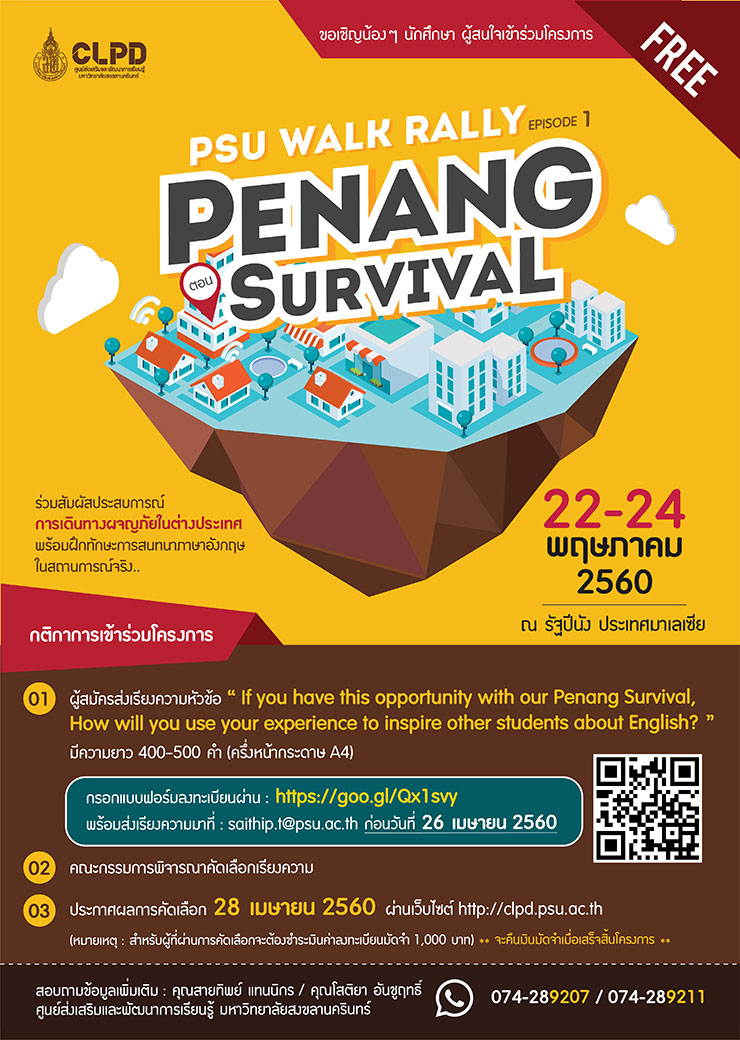 CLPD
ศูนย์ส่งเสริมและพัฒนาการเรียนรู้
มหาวิทยาลัยสงขลานครินทร์
ขอเชิญน้องๆ นักศึกษา ผู้สนใจเข้าร่วมโครงการ
FREE
PSU WALK RALLY EPISODE 1
PENANG
ตอน
SURVIVAL
ร่วมสัมผัสประสบการณ์
การเดินทางผจญภัยในต่างประเทศ
พร้อมฝึกทักษะการสนทนาภาษาอังกฤษ
ในสถานการณ์จริง..
22-24
พฤษภาคม
2560
ณ รัฐปีนัง ประเทศมาเลเซีย
กติกาการเข้าร่วมโครงการ
01 ผู้สมัครส่งเรียงความหัวข้อ “ If you have this opportunity with our Penang Survival,
How will you use your experience to inspire other students about English? ”
มีความยาว 400-500 คำ (ครึ่งหน้ากระดาษ A4)
กรอกแบบฟอร์มลงทะเบียนผ่าน : https://goo.gl/Qx1svy
พร้อมส่งเรียงความมาที่ : saithip.t@psu.ac.th ก่อนวันที่ 26 เมษายน 2560
02 คณะกรรมการพิจารณาคัดเลือกเรียงความ
03 ประกาศผลการคัดเลือก 28 เมษายน 2560 ผ่านเว็บไซต์ http://clpd.psu.ac.th
(หมายเหตุ : สำหรับผู้ที่ผ่านการคัดเลือกจะต้องชำระเงินค่าลงทะเบียนมัดจำ 1,000 บาท) ** จะคืนเงินมัดจำเมื่อเสร็จสิ้นโครงการ **
สอบถามข้อมูลเพิ่มเติม : คุณสายทิพย์ แทนนิกร / คุณโสติยา อันชูฤทธิ์
ศูนย์ส่งเสริมและพัฒนาการเรียนรู้ มหาวิทยาลัยสงขลานครินทร์
074-289207 / 074-289211